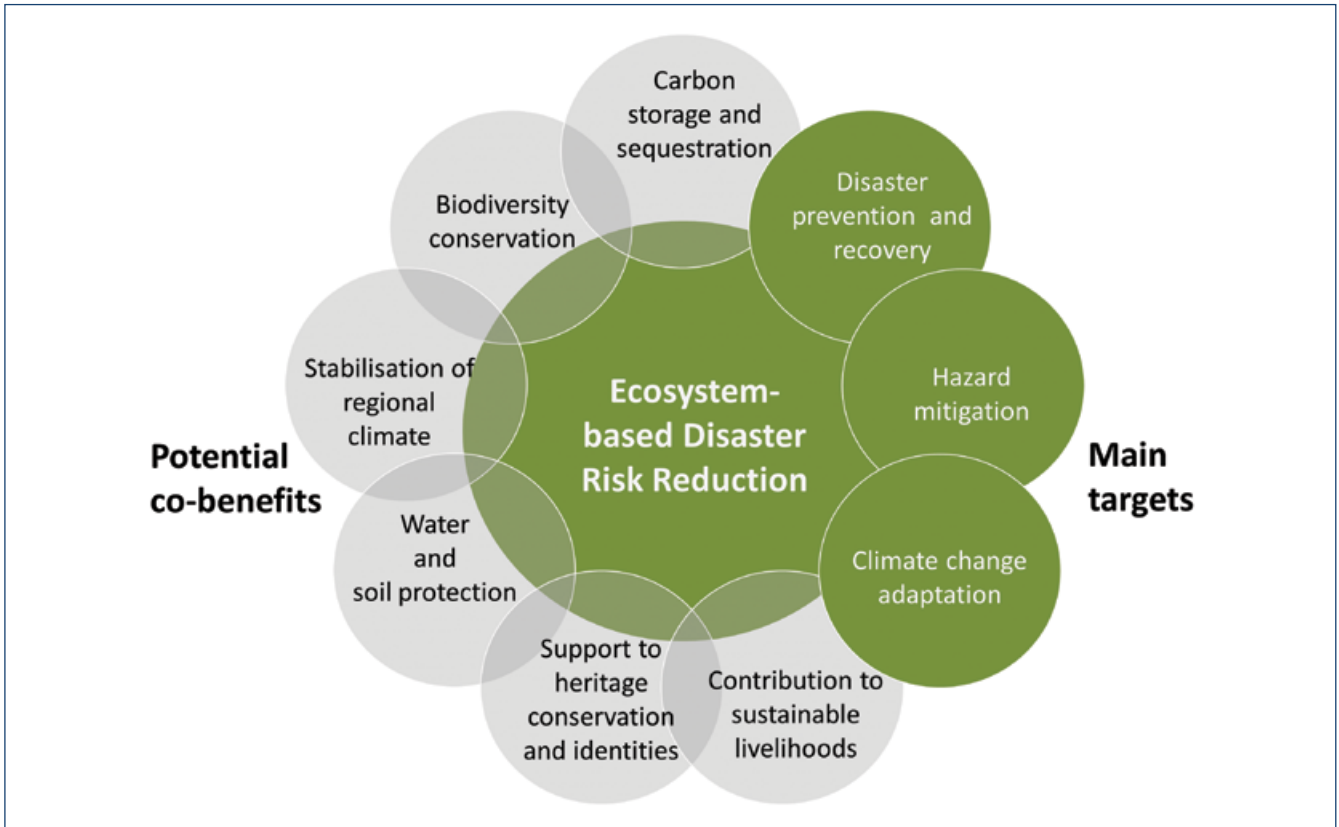 Carbon
storage and
sequestration
Disaster
prevention and
recovery
Biodiversity
conservation
Hazard
mitigation
Stabilisation of
regional
climate
Ecosystem-
based Disaster
Risk Reduction
Potential
co-benefits
Main
targets
Water
and
soil protection
Climate change
adaptation
Support to
heritage
conservation
and identities
Contribution to
sustainable
livelihoods